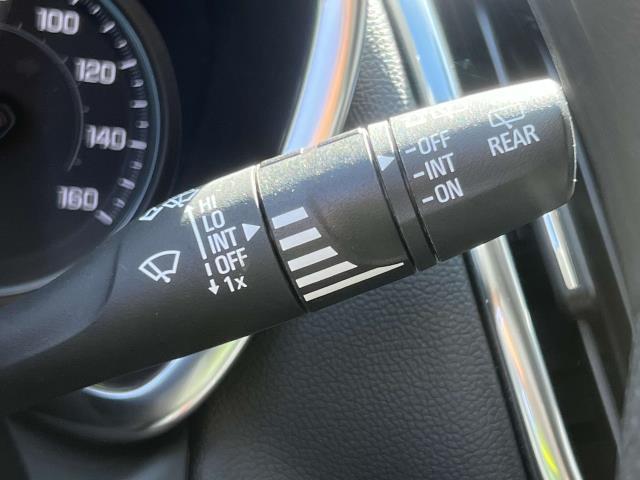 100
120
140
160
HI
LO
INT
OFF
1x
OFF
INT
ON
REAR